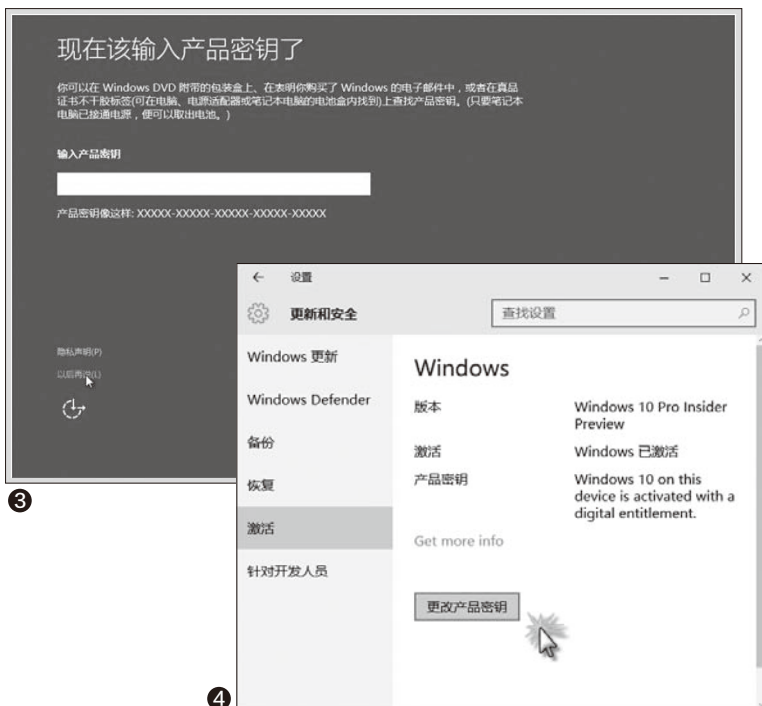 现在该输入产品密钥了
你可以在 Windows DVD 附带的包装盒上、在表明你购买了 Windows 的电子邮件中，或者在真品
证书不干胶标签(可在电脑、电源适配器或笔记本电脑的电池盒内找到)上查找产品密钥。(只要笔记本
电脑已接通电源，便可以取出电池。)
输入产品密钥
产品密钥像这样: XXXXX-XXXXX-XXXXX-XXXXX-XXXXX
隐私声明(P)
以后再说(L)
❸
设置
更新和安全
查找设置
Windows 更新
Windows Defender
备份
恢复
激活
针对开发人员
Windows
版本
Windows 10 Pro Insider
Preview
激活
Windows 已激活
产品密钥
Windows 10 on this
device is activated with a
digital entitlement.
Get more info
更改产品密钥
❹